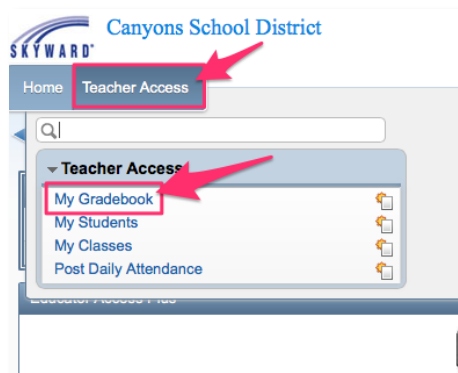 Canyons School District
SKYWARD
Home Teacher Access
Teacher Access
My Gradebook
My Students
My Classes
Post Daily Attendance
Educator Access Plus